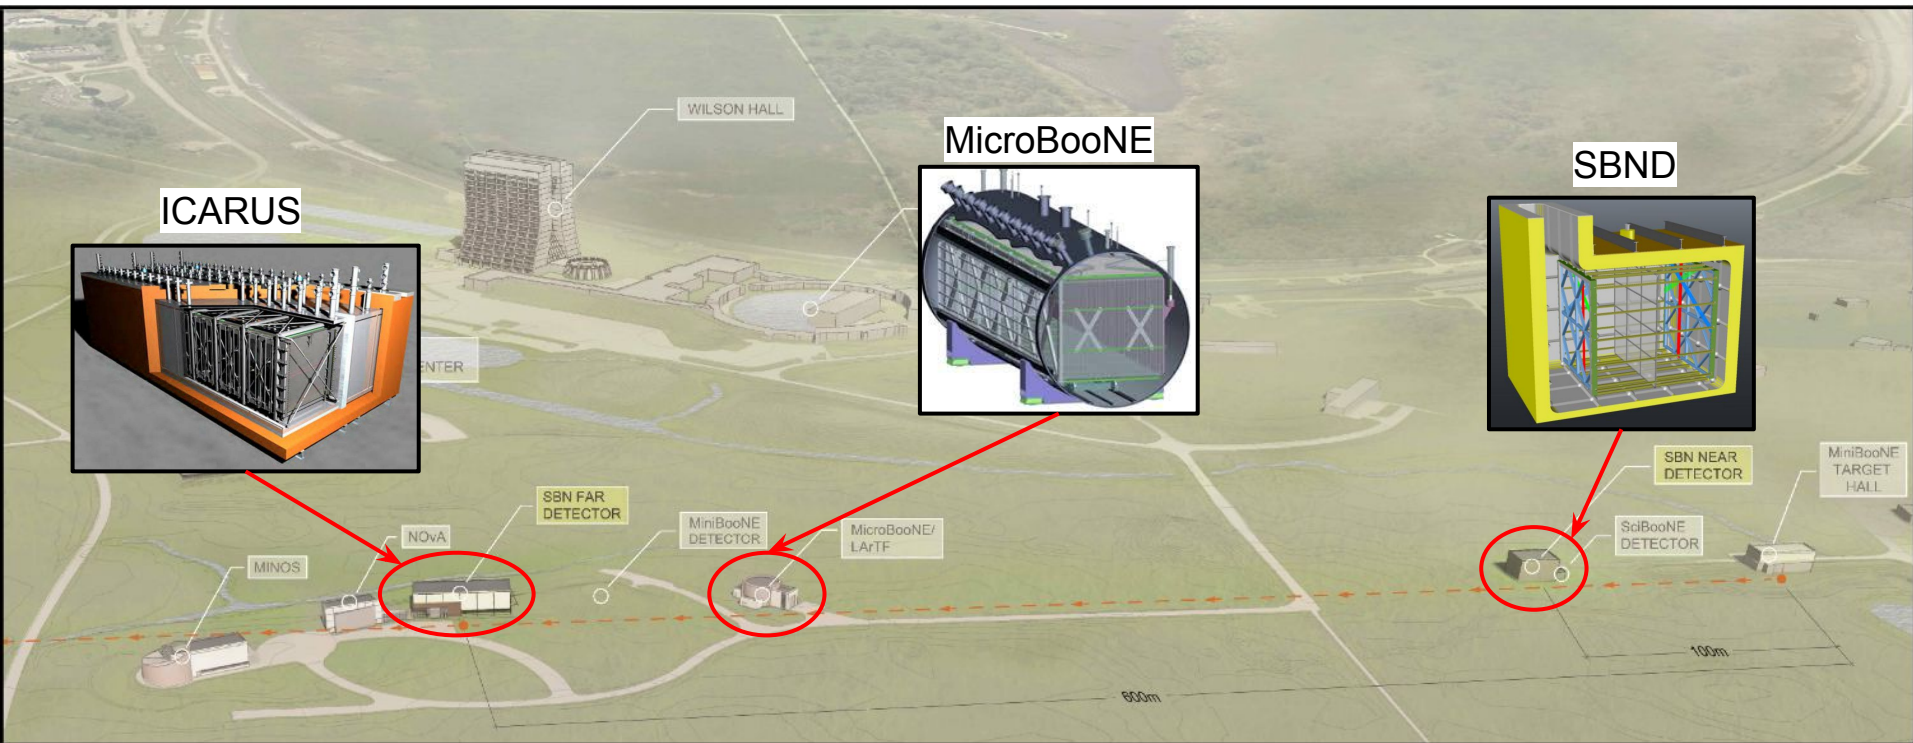 WILSON HALL
MicroBooNE
SBND
ICARUS
ENTER
SBN NEAR
DETECTOR
MiniBooNE
TARGET
HALL
SBN FAR
DETECTOR
MiniBooNE
DETECTOR
MicroBooNE/
LArTF
SciBooNE
DETECTOR
NOvA
MINOS
100m
600m